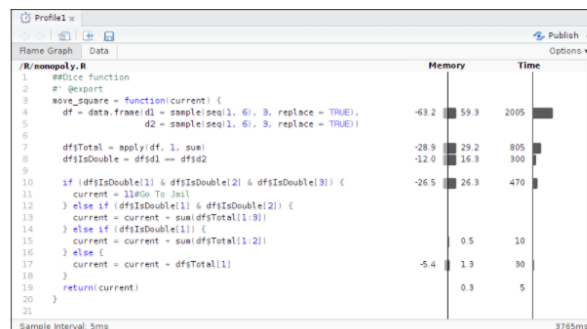 Profile1 x
Publish
Flame Graph Data Options
/R/monopoly.R Memory Time
1 ##Dice function
2 #' @export
3 move_square = function(current) {
4 df = data.frame(d1 = sample(seq(1, 6), 3, replace = TRUE), -63.2 59.3 2005
5 d2 = sample(seq(1, 6), 3, replace = TRUE))
6
7 df$Total = apply(df, 1, sum) -28.9 29.2 805
8 df$IsDouble = df$d1 == df$d2 -12.0 16.3 300
9
10 if (df$IsDouble[1] & df$IsDouble[2] & df$IsDouble[3]) { -26.5 26.3 470
11 current = 11#Go To Jail
12 } else if (df$IsDouble[1] & df$IsDouble[2]) {
13 current = current + sum(df$Total[1:3])
14 } else if (df$IsDouble[1]) {
15 current = current + sum(df$Total[1:2]) 0.5 10
16 } else {
17 current = current + df$Total[1] -5.4 1.3 30
18 }
19 return(current) 0.3 5
20 }
21
Sample Interval: 5ms 3765ms